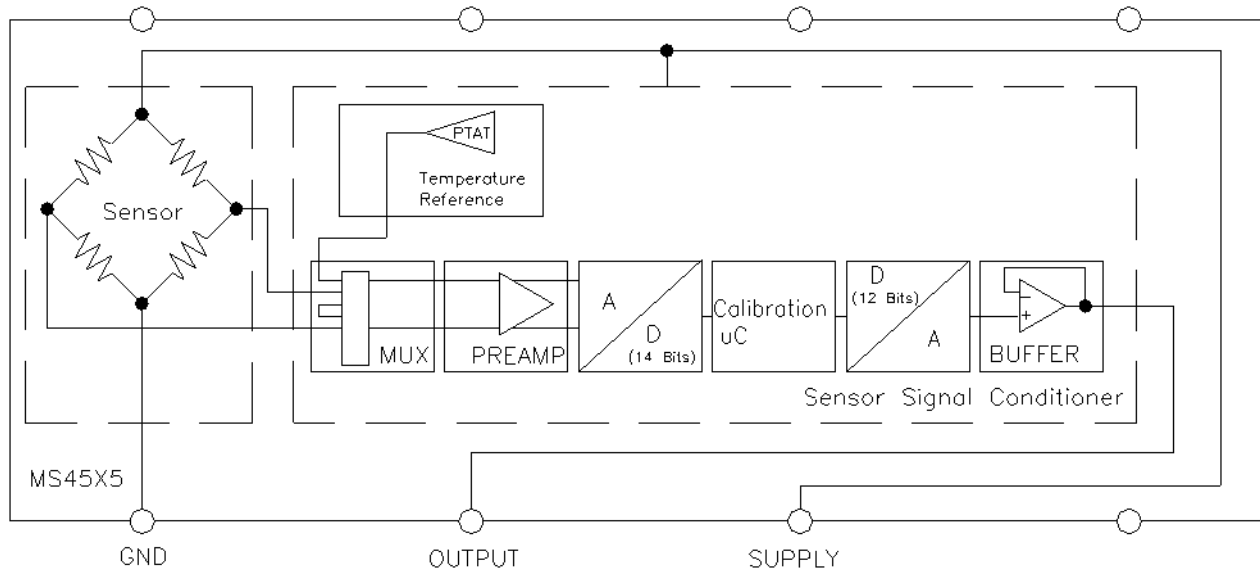 PTAT
Temperature
Reference
Sensor
MUX
PREAMP
A
D
(14 Bits)
Calibration
uC
D
(12 Bits)
A
−
+
BUFFER
Sensor Signal Conditioner
MS45X5
GND
OUTPUT
SUPPLY